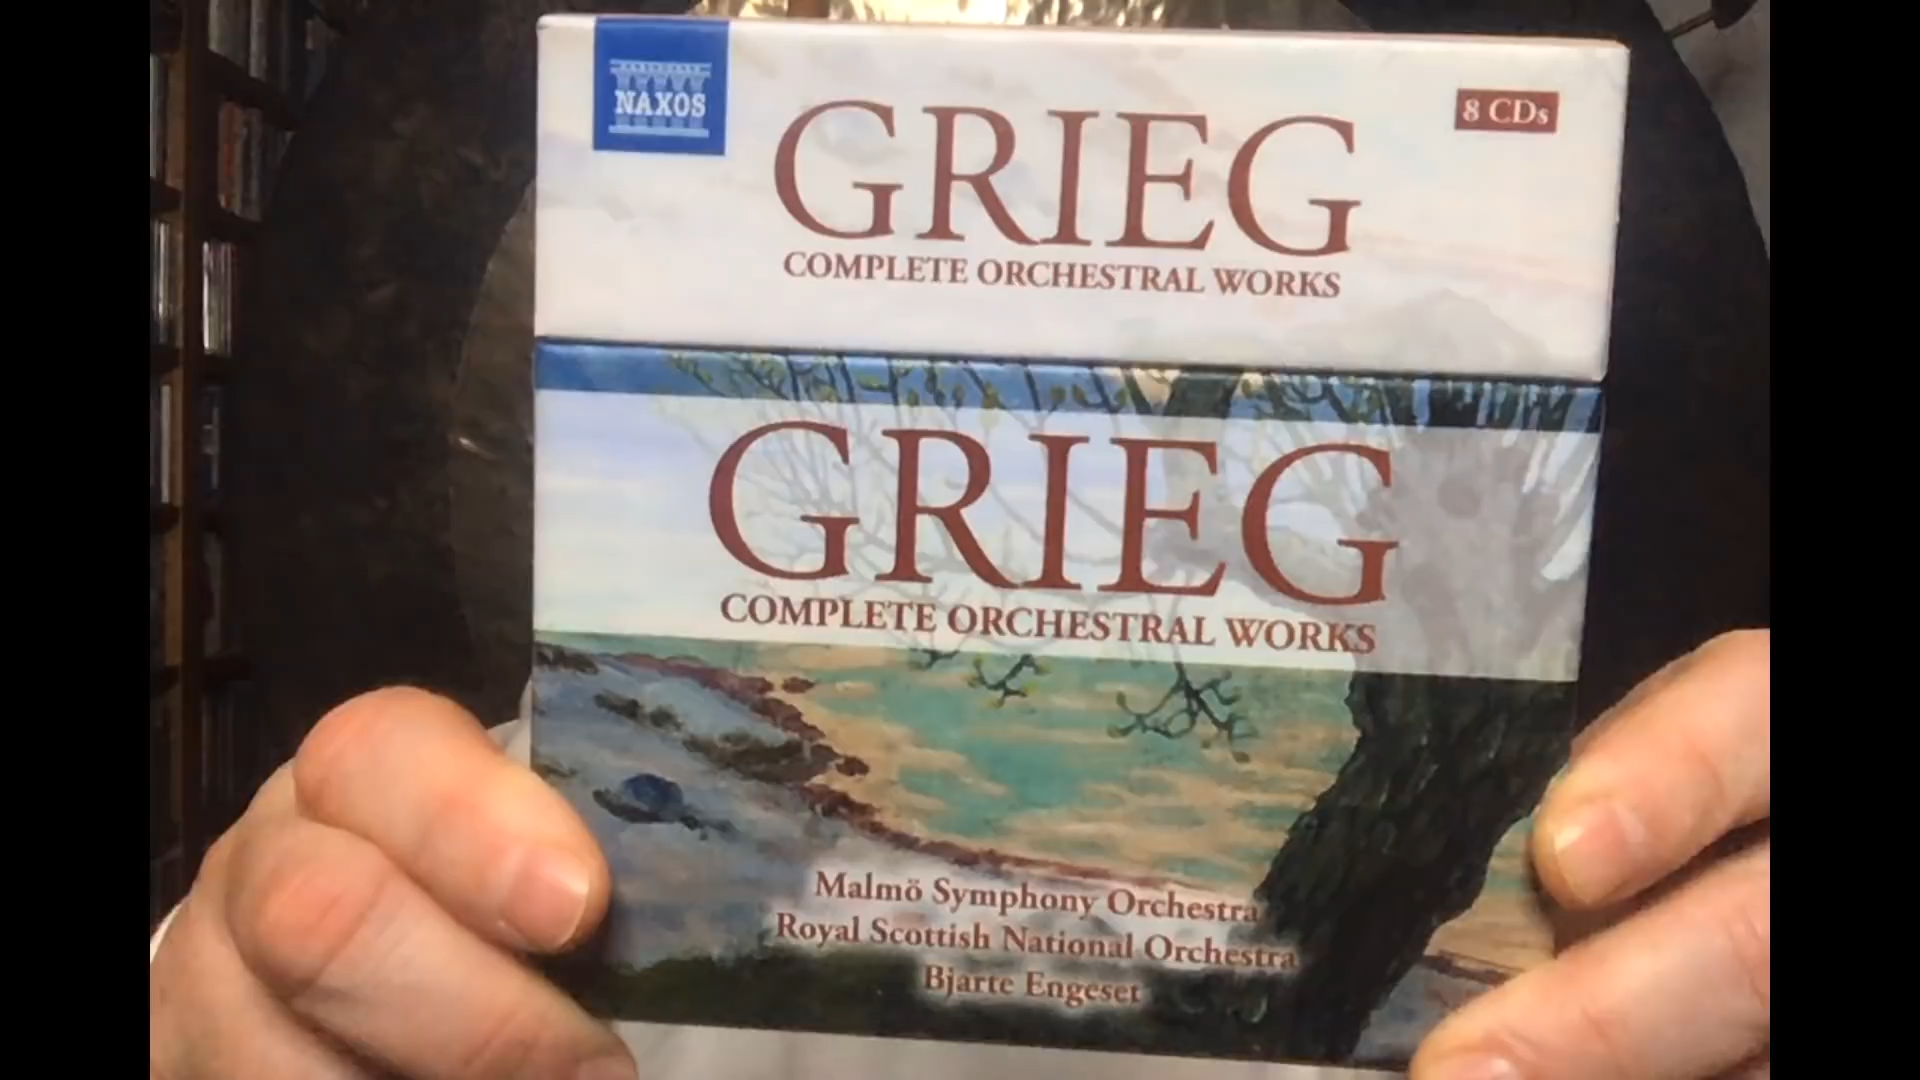 NAXOS
GRIEG
8 CDs
COMPLETE ORCHESTRAL WORKS
GRIEG
COMPLETE ORCHESTRAL WORKS
Malmö Symphony Orchestra
Royal Scottish National Orchestra
Bjarte Engeset